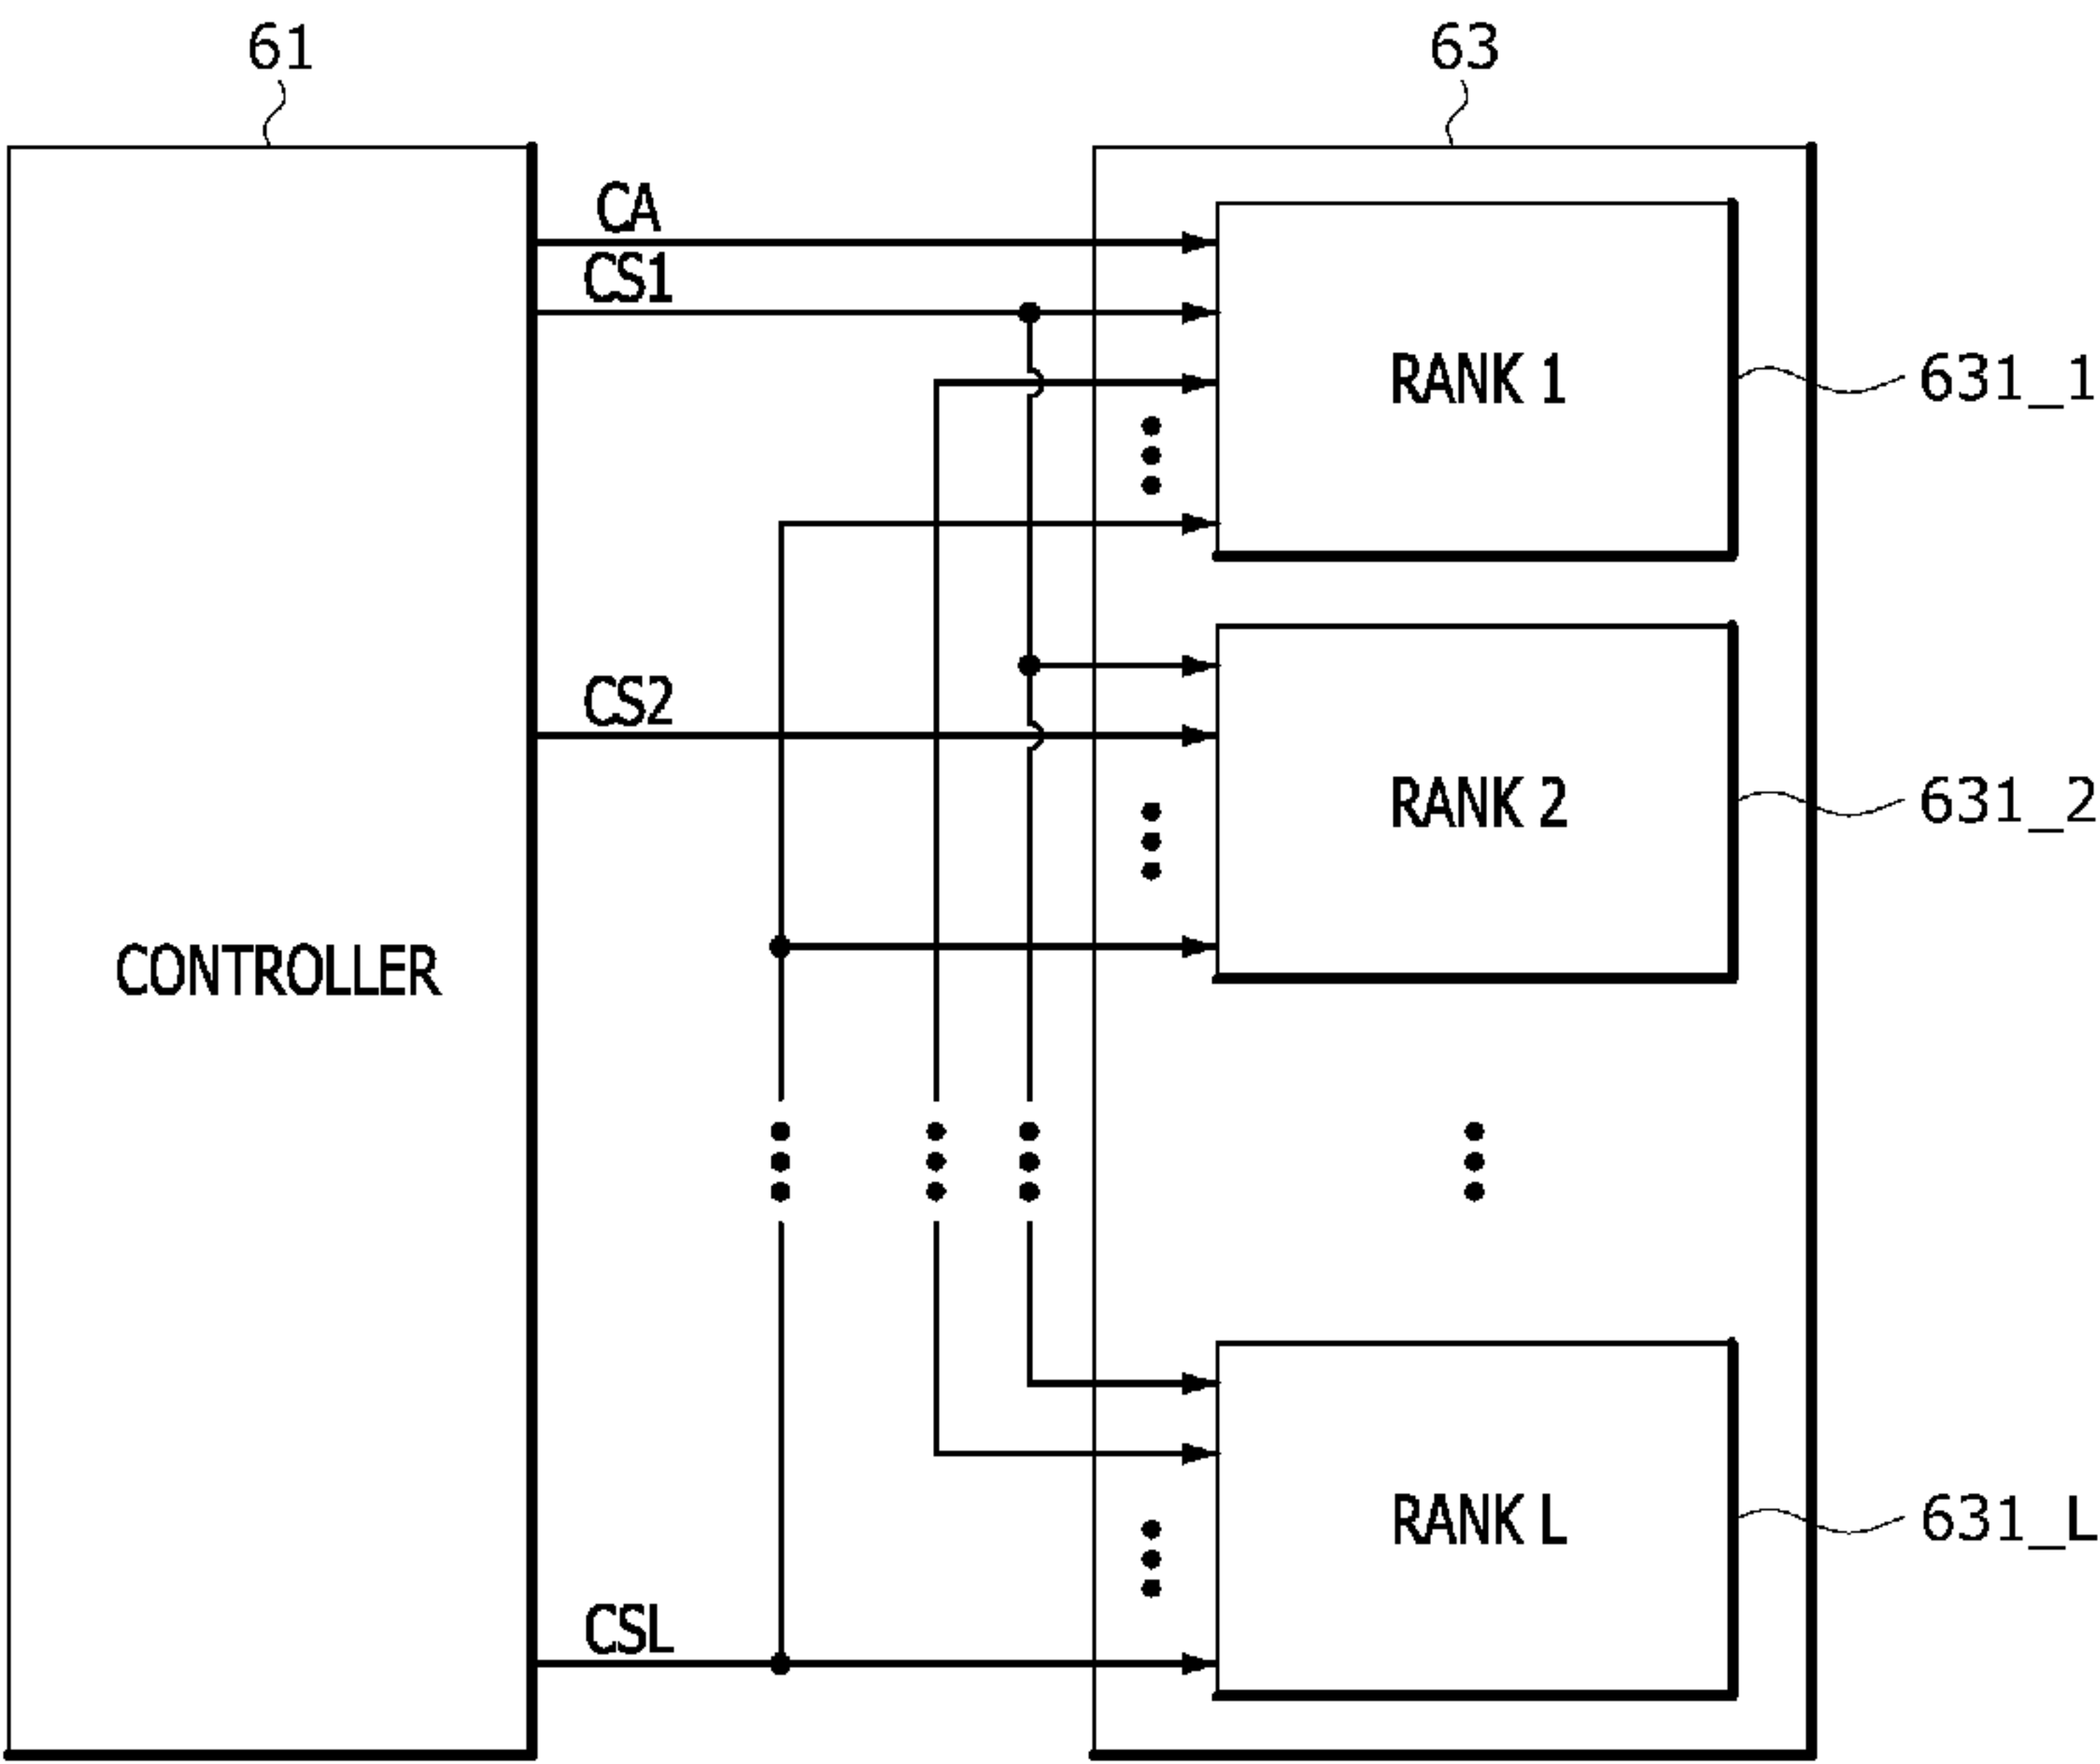 61
63
CA
CS1
RANK 1
631_1
CS2
RANK 2
631_2
CONTROLLER
RANK L
631_L
CSL